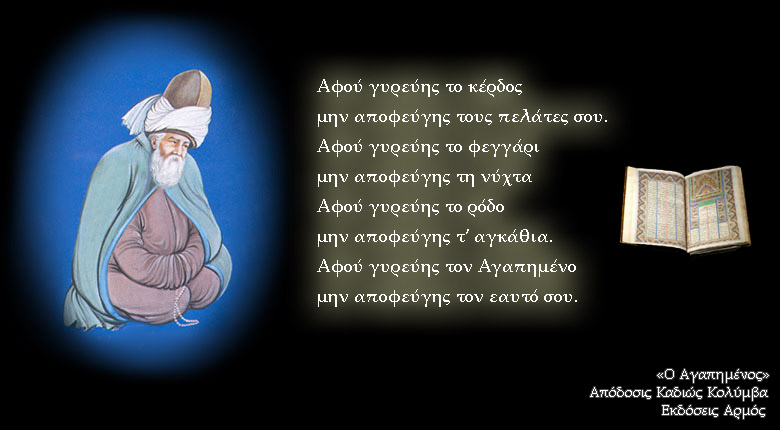 Αφού γυρεύης το κέρδος
μην αποφεύγης τους πελάτες σου.
Αφού γυρεύης το φεγγάρι
μην αποφεύγης τη νύχτα
Αφού γυρεύης το ρόδο
μην αποφεύγης τ’ αγκάθια.
Αφού γυρεύης τον Αγαπημένο
μην αποφεύγης τον εαυτό σου.
«Ο Αγαπημένος»
Απόδοσις Καδιώς Κολύμβα
Εκδόσεις Αρμός